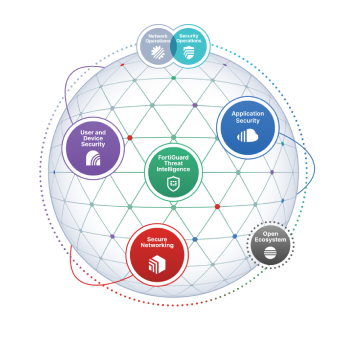 Network
Operations
Security
Operations
Application
Security
User and
Device
Security
FortiGuard
Threat
Intelligence
Secure
Networking
Open
Ecosystem